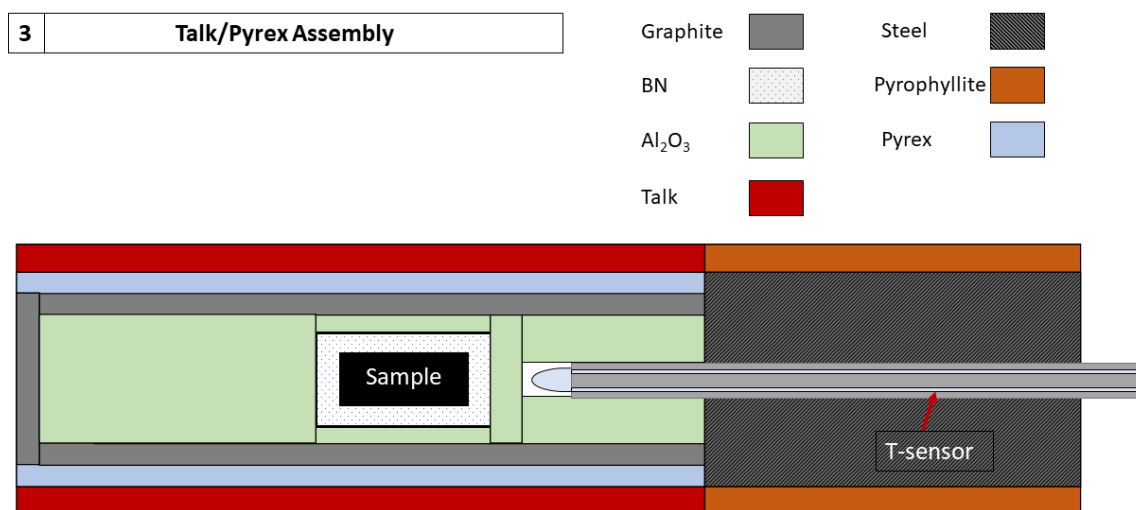 3 Talk/Pyrex Assembly
Graphite Steel
BN Pyrophyllite
Al₂O₃ Pyrex
Talk
Sample
T-sensor